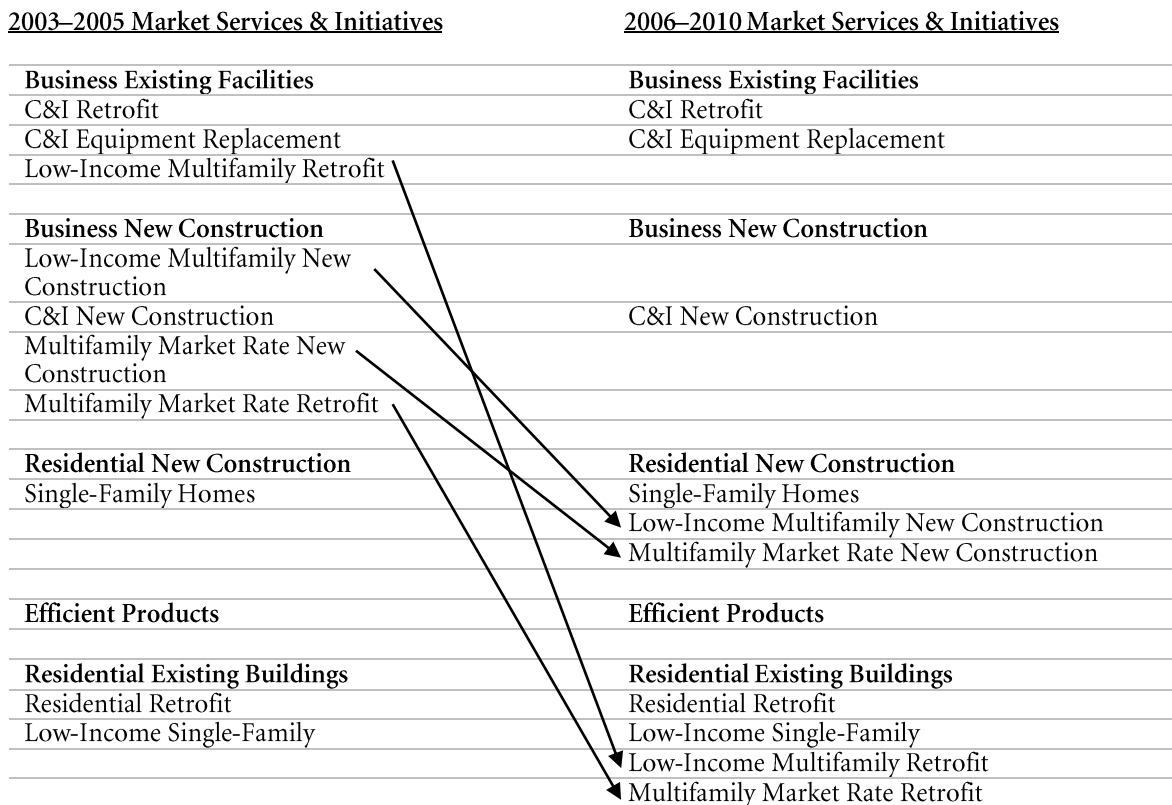 2003–2005 Market Services & Initiatives
Business Existing Facilities
C&I Retrofit
C&I Equipment Replacement
Low-Income Multifamily Retrofit
Business New Construction
Low-Income Multifamily New
Construction
C&I New Construction
Multifamily Market Rate New
Construction
Multifamily Market Rate Retrofit
Residential New Construction
Single-Family Homes
Efficient Products
Residential Existing Buildings
Residential Retrofit
Low-Income Single-Family
2006–2010 Market Services & Initiatives
Business Existing Facilities
C&I Retrofit
C&I Equipment Replacement
Business New Construction
C&I New Construction
Residential New Construction
Single-Family Homes
Low-Income Multifamily New Construction
Multifamily Market Rate New Construction
Efficient Products
Residential Existing Buildings
Residential Retrofit
Low-Income Single-Family
Low-Income Multifamily Retrofit
Multifamily Market Rate Retrofit